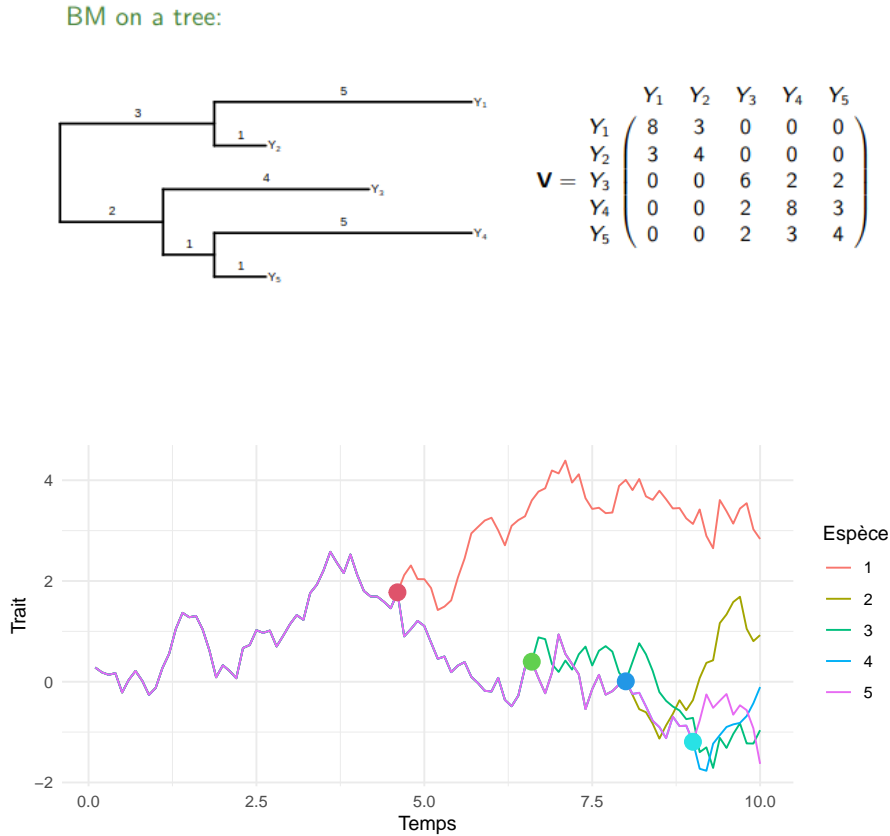 BM on a tree:
3
5
Y1
1
Y2
2
4
Y3
1
5
Y4
1
Y5
Y1 Y2 Y3 Y4 Y5
Y1 8 3 0 0 0
Y2 3 4 0 0 0
V = Y3 0 0 6 2 2
Y4 0 0 2 8 3
Y5 0 0 2 3 4
Trait
4
2
0
−2
0.0 2.5 5.0 7.5 10.0
Temps
Espèce
1
2
3
4
5